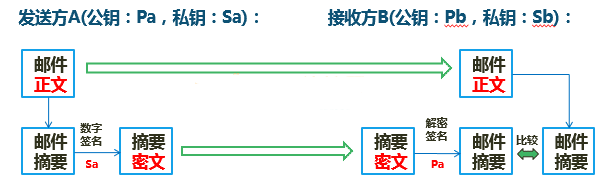 发送方A(公钥：Pa，私钥：Sa)：
接收方B(公钥：Pb，私钥：Sb)：
邮件
正文
邮件
正文
邮件
摘要
数字
签名
Sa
摘要
密文
摘要
密文
解密
签名
Pa
邮件
摘要
比较
邮件
摘要